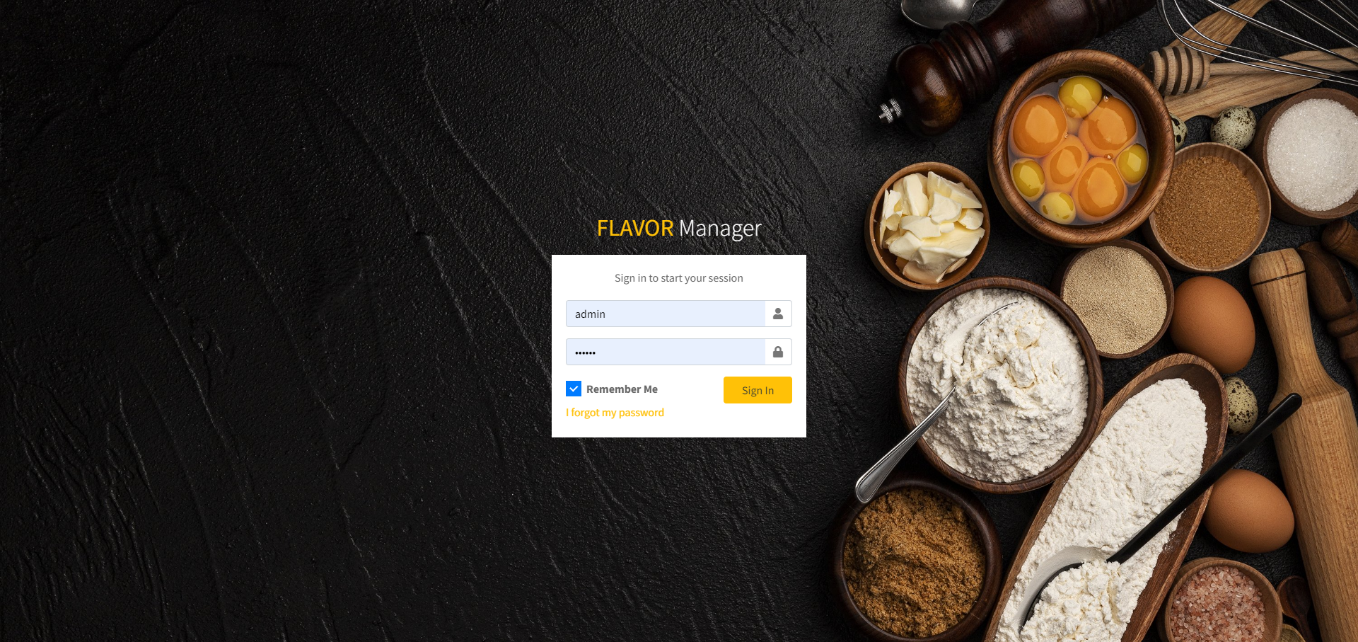 FLAVOR Manager
Sign in to start your session
admin
••••••
Remember Me
Sign In
I forgot my password